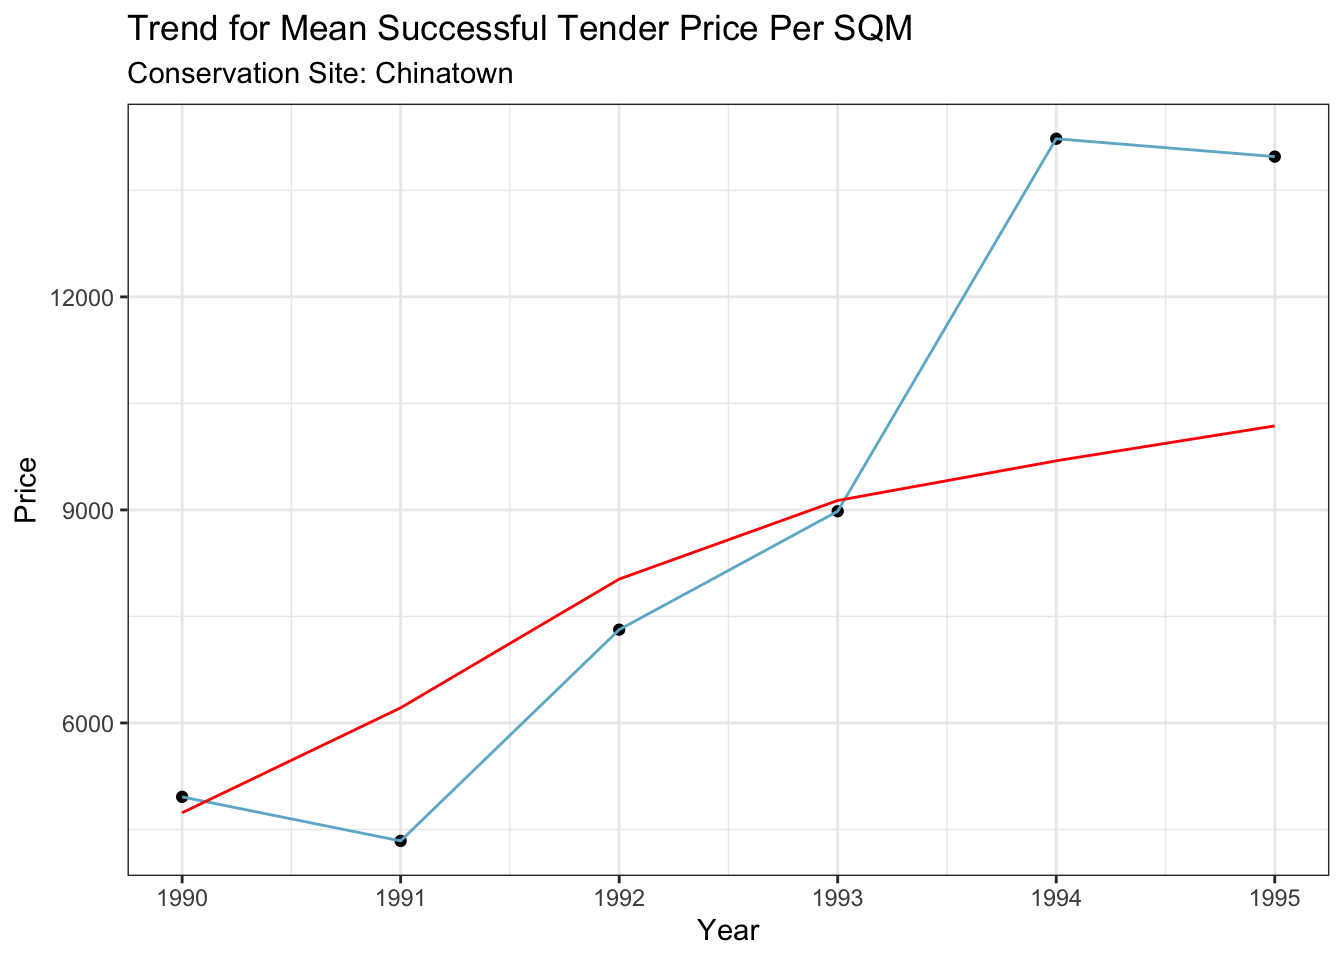 Trend for Mean Successful Tender Price Per SQM
Conservation Site: Chinatown
12000
9000
6000
Price
1990 1991 1992 1993 1994 1995
Year